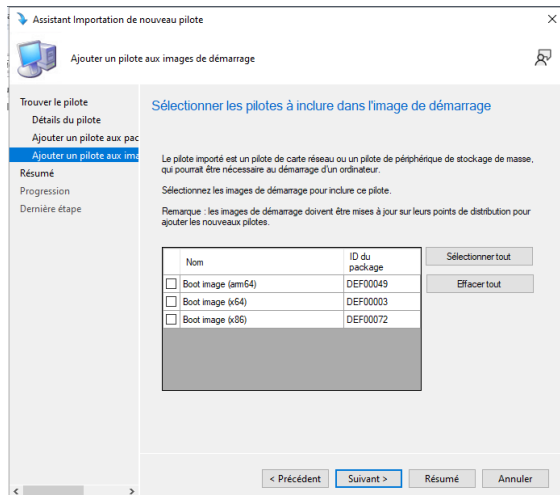 Assistant Importation de nouveau pilote
Ajouter un pilote aux images de démarrage
Trouver le pilote
Détails du pilote
Ajouter un pilote aux pac
Ajouter un pilote aux ima
Résumé
Progression
Dernière étape
Sélectionner les pilotes à inclure dans l'image de démarrage
Le pilote importé est un pilote de carte réseau ou un pilote de périphérique de stockage de masse,
qui pourrait être nécessaire au démarrage d'un ordinateur.
Sélectionnez les images de démarrage pour inclure ce pilote.
Remarque : les images de démarrage doivent être mises à jour sur leurs points de distribution pour
ajouter les nouveaux pilotes.
Nom ID du package
Boot image (arm64) DEF00049
Boot image (x64) DEF00003
Boot image (x86) DEF00072
Sélectionner tout
Effacer tout
< Précédent Suivant > Résumé Annuler